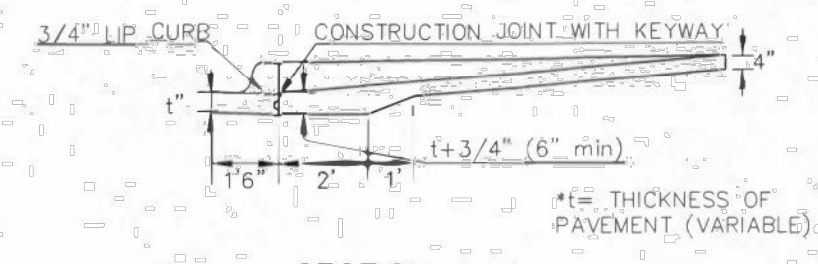 3/4" LIP CURB
CONSTRUCTION JOINT WITH KEYWAY
4"
t"
t+3/4" (6" min)
1'6"
2'
1'
*t= THICKNESS OF
PAVEMENT (VARIABLE)